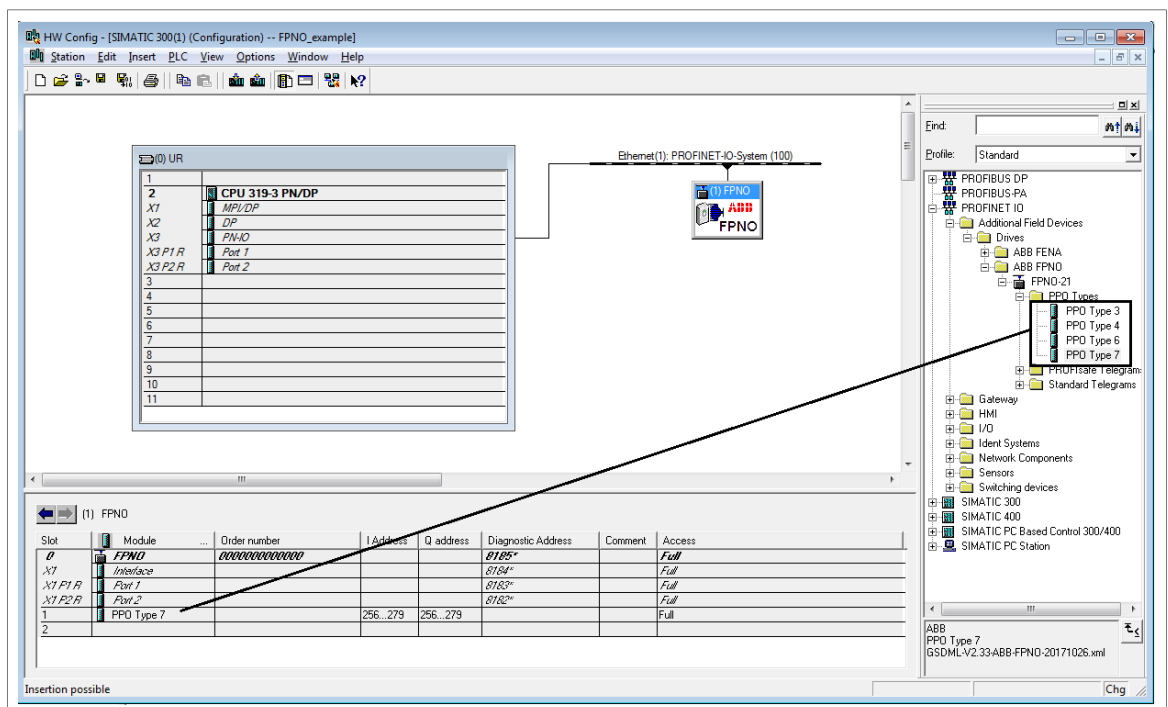 HW Config - [SIMATIC 300(1) (Configuration) -- FPNO_example]
Station Edit Insert PLC View Options Window Help
(0) UR
1
2 CPU 319-3 PN/DP
X1 MPI/DP
X2 DP
X3 PN-IO
X3 P1 R Port 1
X3 P2 R Port 2
3
4
5
6
7
8
9
10
11
Ethernet(1): PROFINET-IO-System (100)
(1) FPNO
ABB
FPNO
Find:
Profile: Standard
PROFIBUS DP
PROFIBUS-PA
PROFINET IO
Additional Field Devices
Drives
ABB FENA
ABB FPNO
FPNO-21
PPO Types
PPO Type 3
PPO Type 4
PPO Type 6
PPO Type 7
PROFIsafe Telegram
Standard Telegrams
Gateway
HMI
I/O
Ident Systems
Network Components
Sensors
Switching devices
SIMATIC 300
SIMATIC 400
SIMATIC PC Based Control 300/400
SIMATIC PC Station
(1) FPNO
Slot Module ... Order number I Address Q address Diagnostic Address Comment Access
0 FPNO 0000000000000 8185* Full
X1 Interface 8184* Full
X1 P1 R Port 1 8183* Full
X1 P2 R Port 2 8182* Full
1 PPO Type 7 256...279 256...279 Full
2
ABB
PPO Type 7
GSDML-V2.33-ABB-FPNO-20171026.xml
Insertion possible
Chg